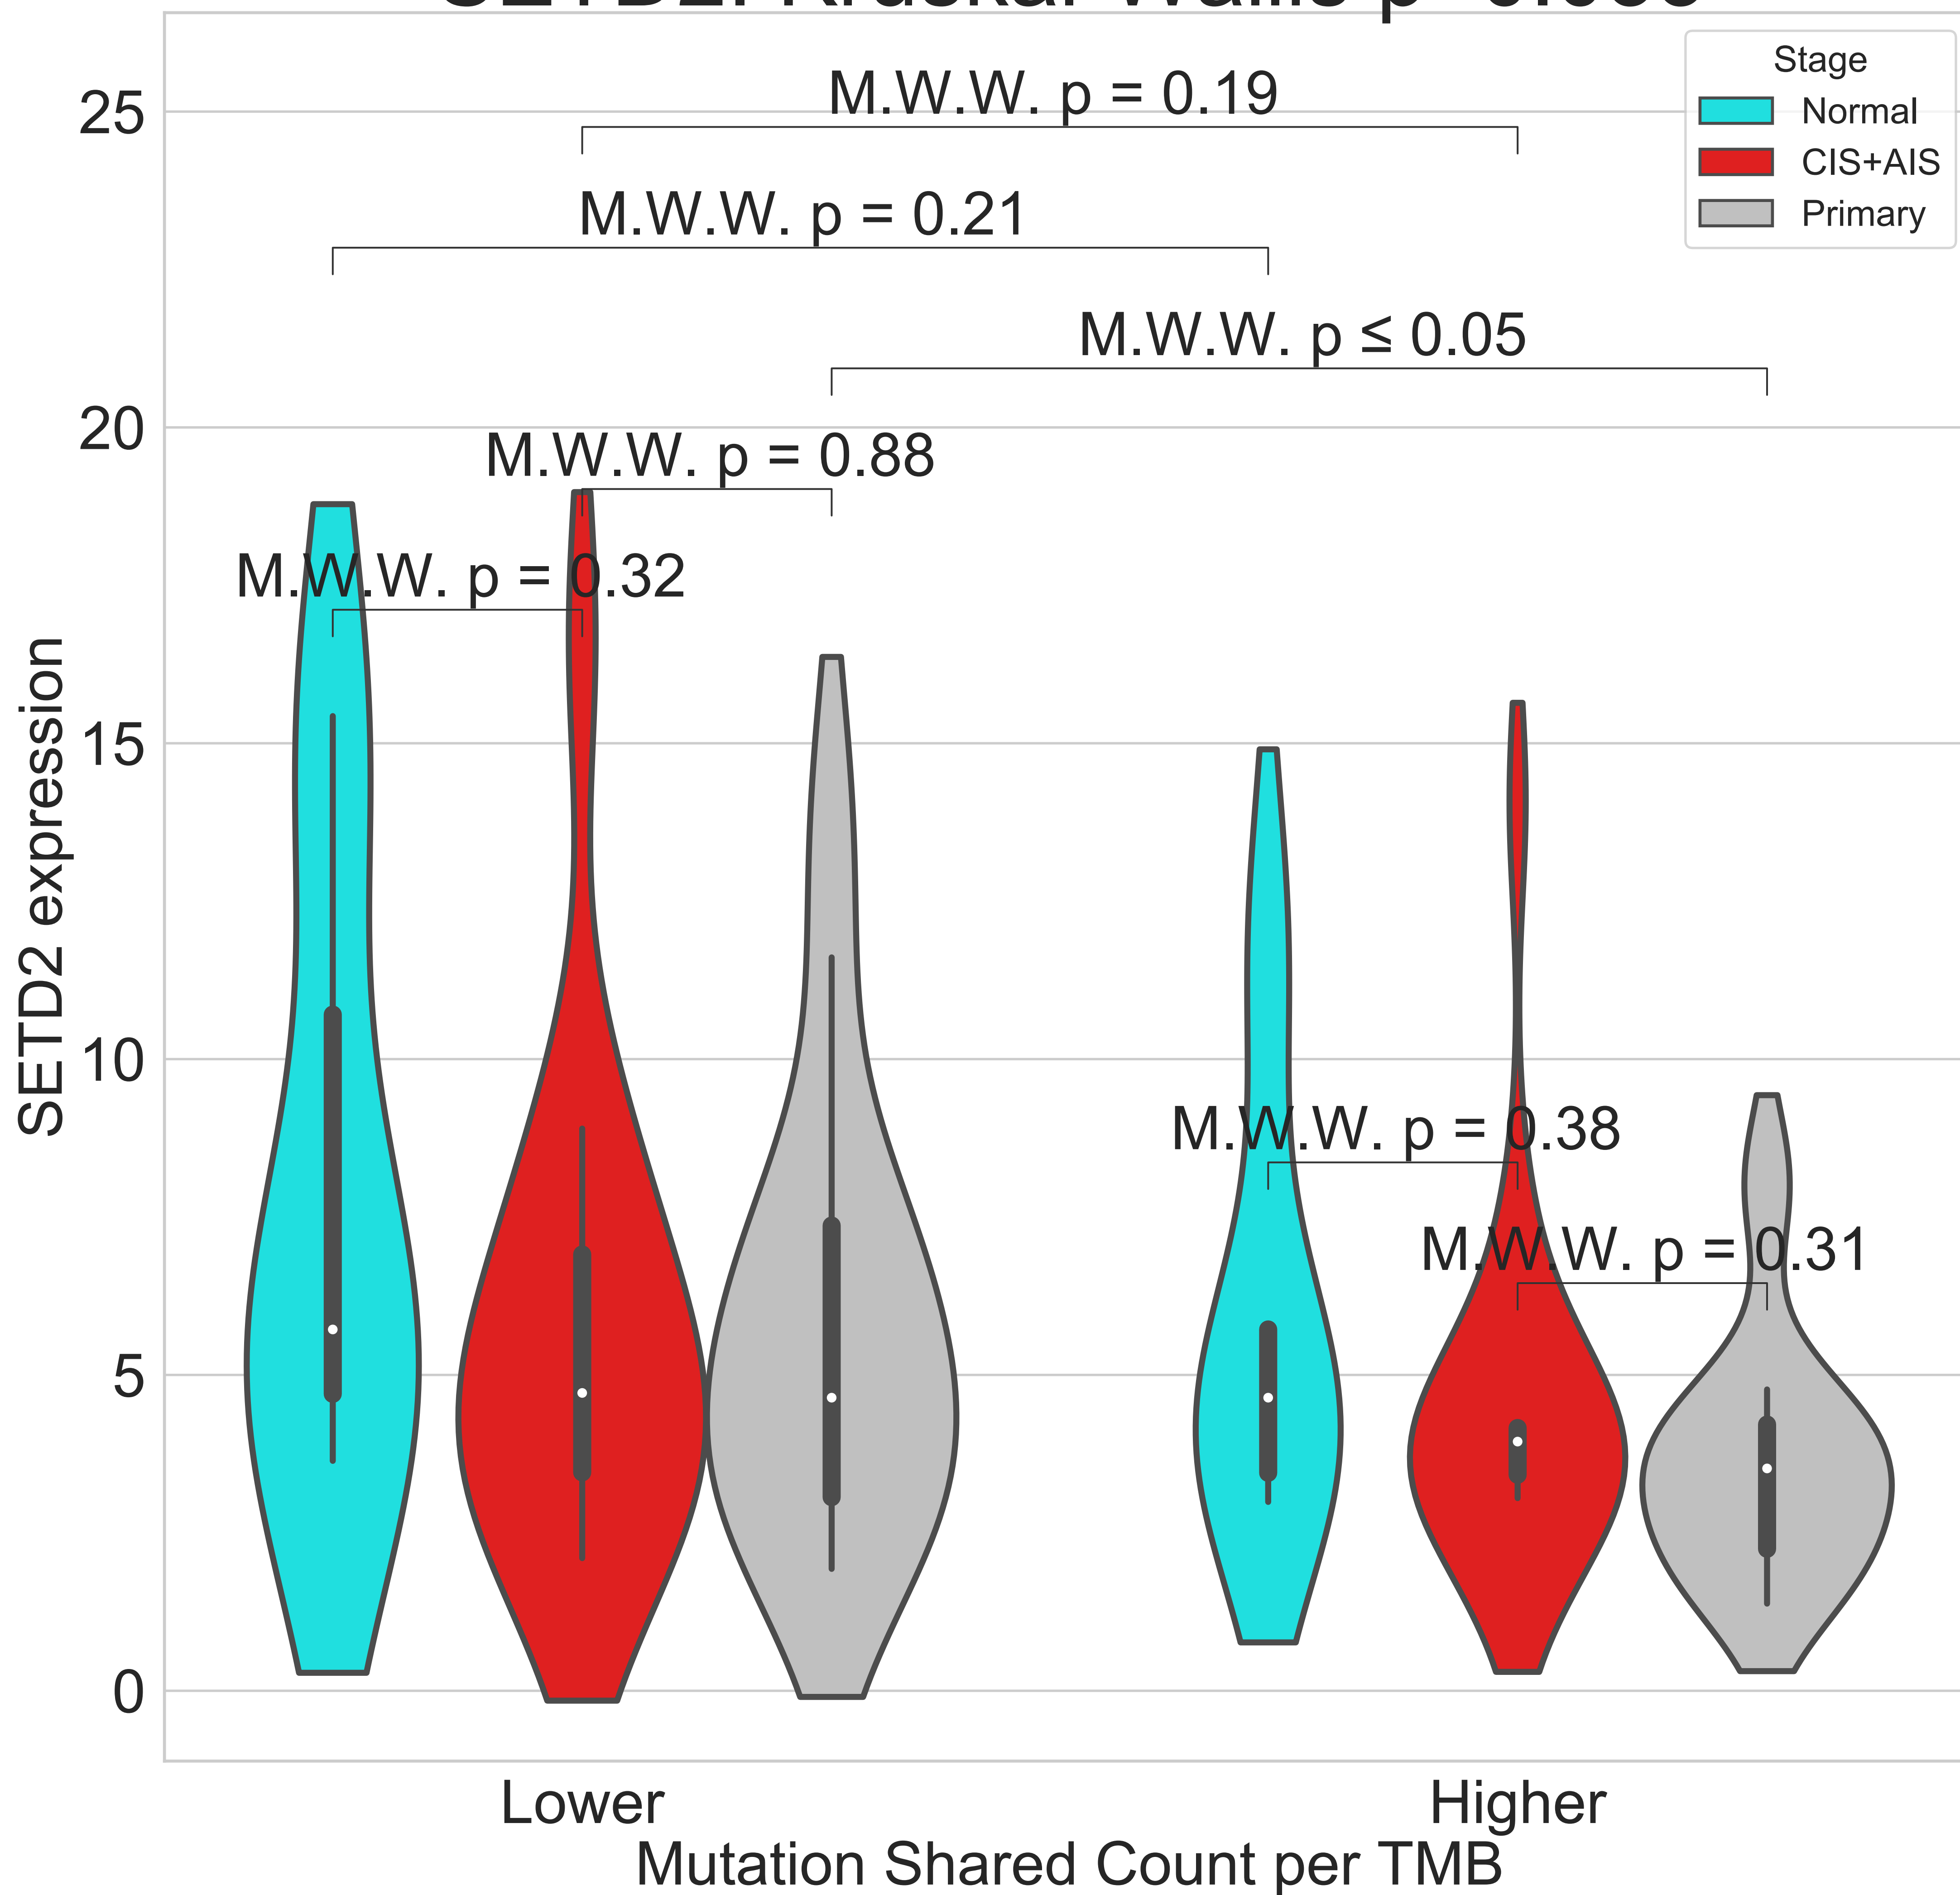 Stage
Normal
CIS+AIS
Primary
M.W.W. p = 0.19
M.W.W. p = 0.21
M.W.W. p ≤ 0.05
M.W.W. p = 0.88
M.W.W. p = 0.32
M.W.W. p = 0.38
M.W.W. p = 0.31
25
20
15
10
5
0
SETD2 expression
Lower
Higher
Mutation Shared Count per TMB